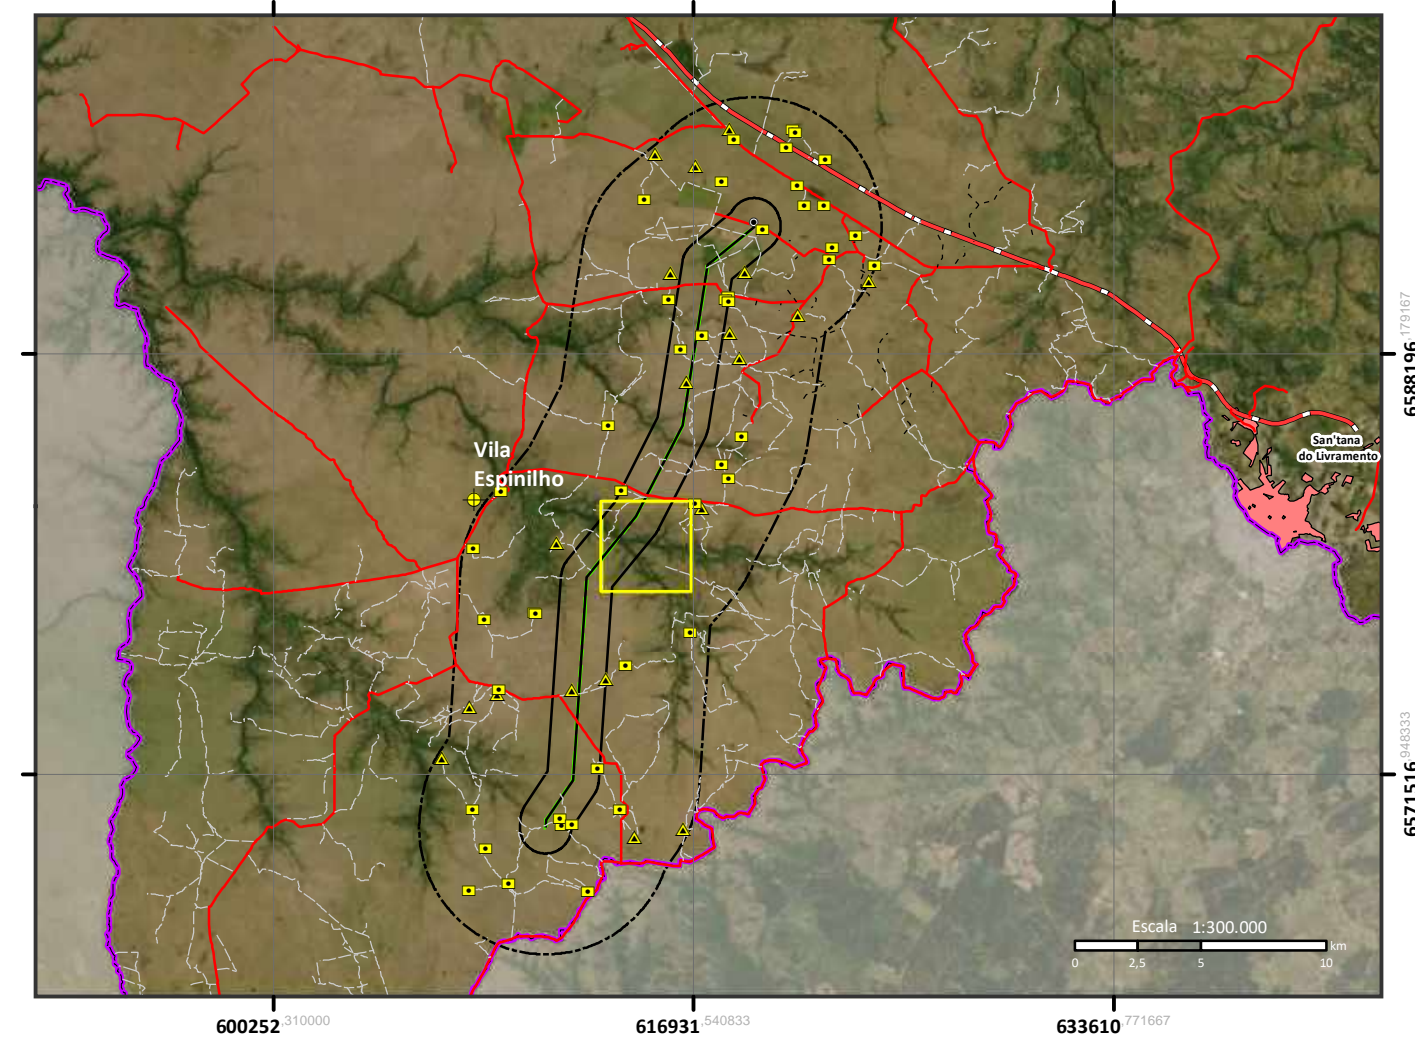 6588196,179167
Vila
Espinilho
San'tana
do Livramento
6571516,948333
Escala 1:300.000
km
0 2,5 5 10
600252,310000 616931,540833 633610,771667